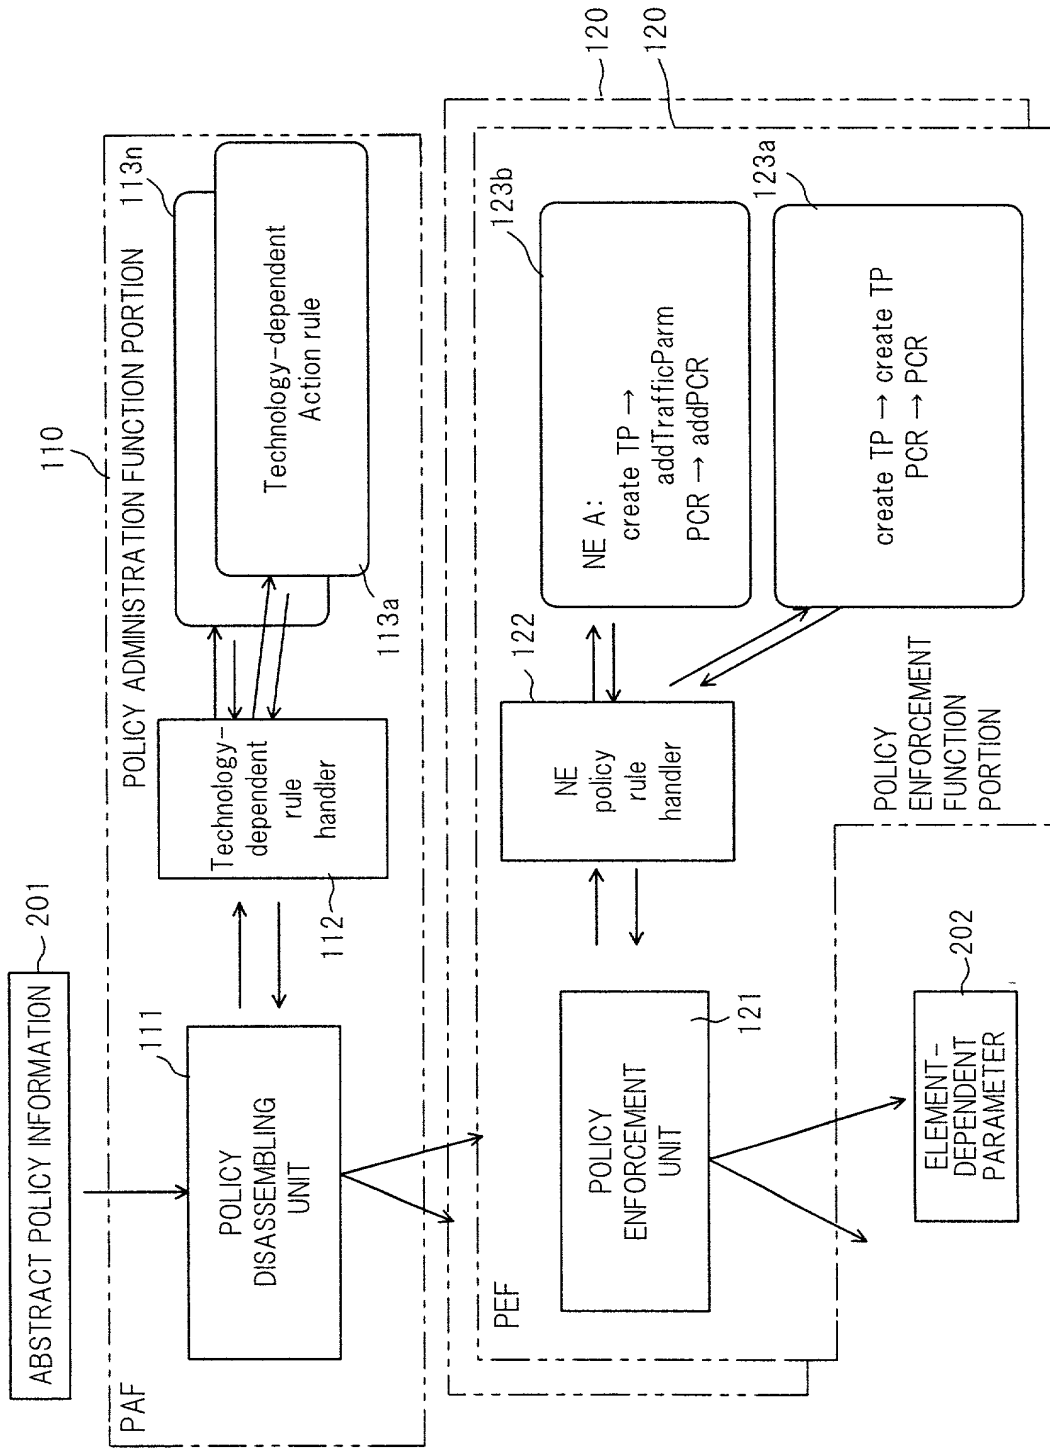 ABSTRACT POLICY INFORMATION
201
110
PAF
POLICY ADMINISTRATION FUNCTION PORTION
111
POLICY
DISASSEMBLING
UNIT
112
Technology-
dependent
rule
handler
113n
113a
Technology-dependent
Action rule
120
120
PEF
121
POLICY
ENFORCEMENT
UNIT
122
NE
policy
rule
handler
123b
NE A:
create TP →
addTrafficParm
PCR → addPCR
123a
create TP → create TP
PCR → PCR
POLICY
ENFORCEMENT
FUNCTION
PORTION
202
ELEMENT-
DEPENDENT
PARAMETER